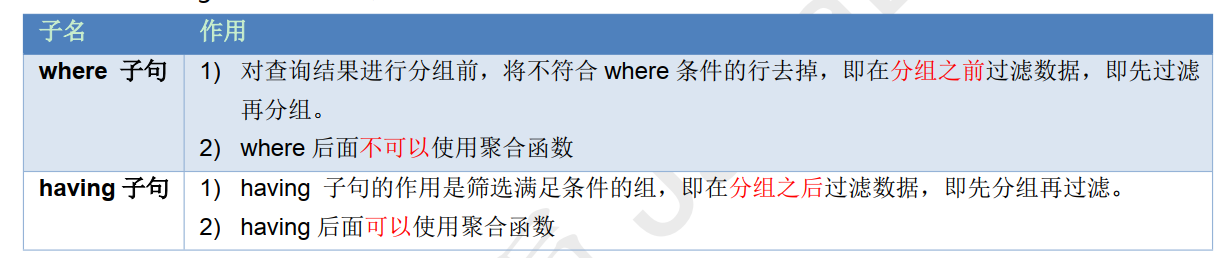 子名 作用
where 子句 1) 对查询结果进行分组前，将不符合 where 条件的行去掉，即在分组之前过滤数据，即先过滤
再分组。
2) where 后面不可以使用聚合函数
having 子句 1) having 子句的作用是筛选满足条件的组，即在分组之后过滤数据，即先分组再过滤。
2) having 后面可以使用聚合函数